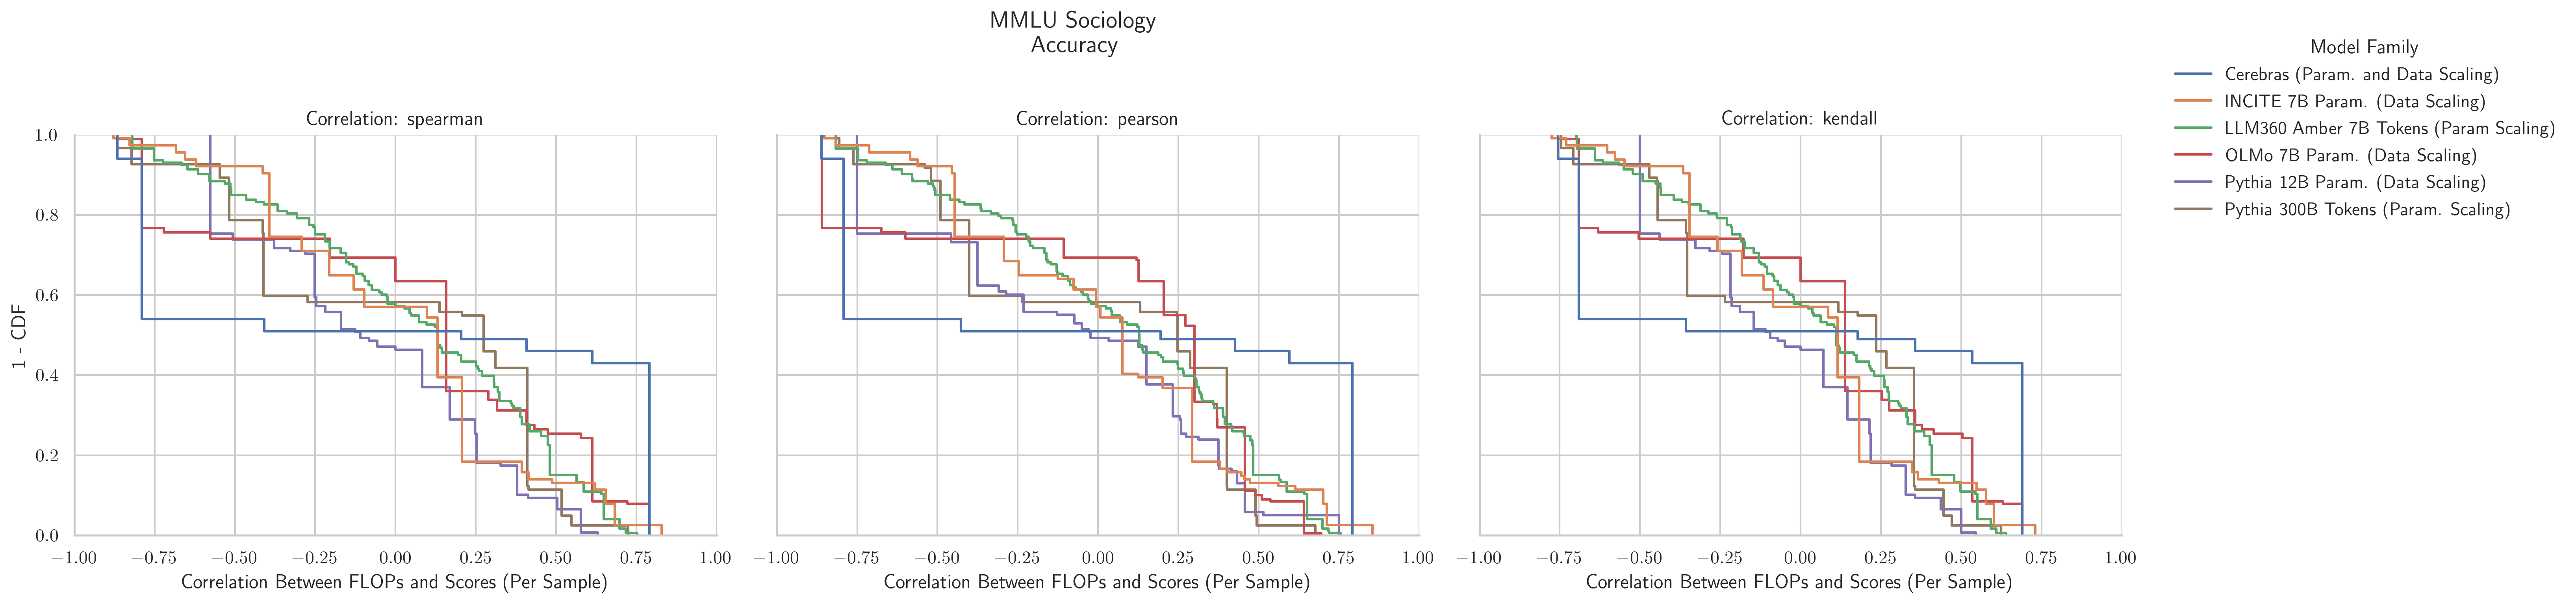 MMLU Sociology
Accuracy
Model Family
Cerebras (Param. and Data Scaling)
INCITE 7B Param. (Data Scaling)
LLM360 Amber 7B Tokens (Param Scaling)
OLMo 7B Param. (Data Scaling)
Pythia 12B Param. (Data Scaling)
Pythia 300B Tokens (Param. Scaling)
Correlation: spearman
Correlation: pearson
Correlation: kendall
1 - CDF
1.0
0.8
0.6
0.4
0.2
0.0
−1.00 −0.75 −0.50 −0.25 0.00 0.25 0.50 0.75 1.00
−1.00 −0.75 −0.50 −0.25 0.00 0.25 0.50 0.75 1.00
−1.00 −0.75 −0.50 −0.25 0.00 0.25 0.50 0.75 1.00
Correlation Between FLOPs and Scores (Per Sample)
Correlation Between FLOPs and Scores (Per Sample)
Correlation Between FLOPs and Scores (Per Sample)